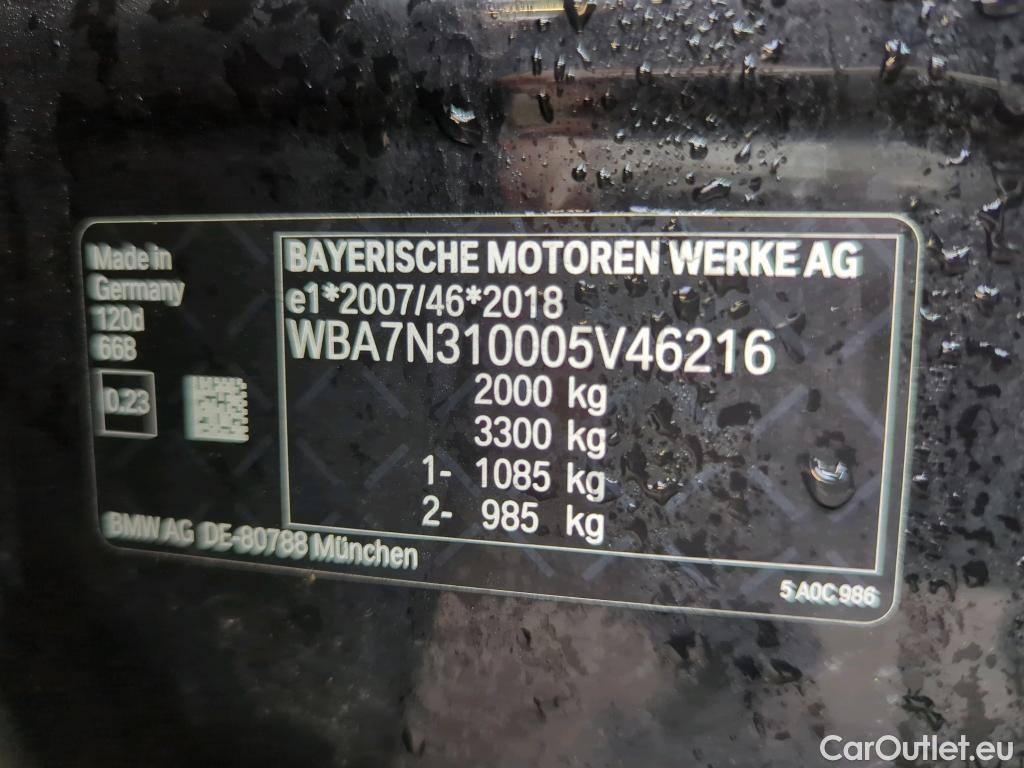 Made in
Germany
120d
668
0.23
BAYERISCHE MOTOREN WERKE AG
e1*2007/46*2018
WBA7N310005V46216
2000 kg
3300 kg
1- 1085 kg
2- 985 kg
BMW AG DE-80788 München
5 A0C 986
CarOutlet.eu